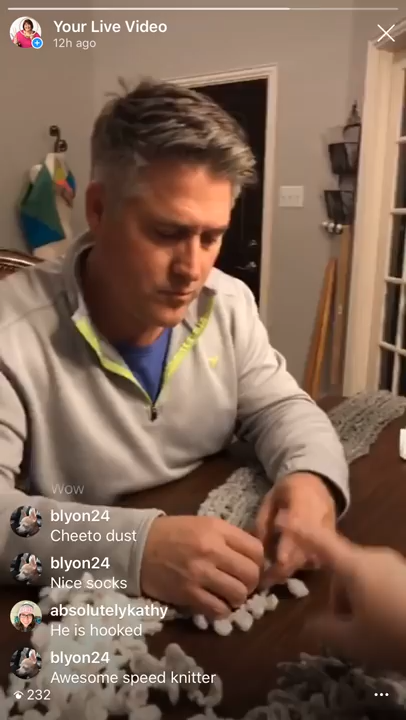 Your Live Video
12h ago
Wow
blyon24
Cheeto dust
blyon24
Nice socks
absolutelykathy
He is hooked
blyon24
Awesome speed knitter
232